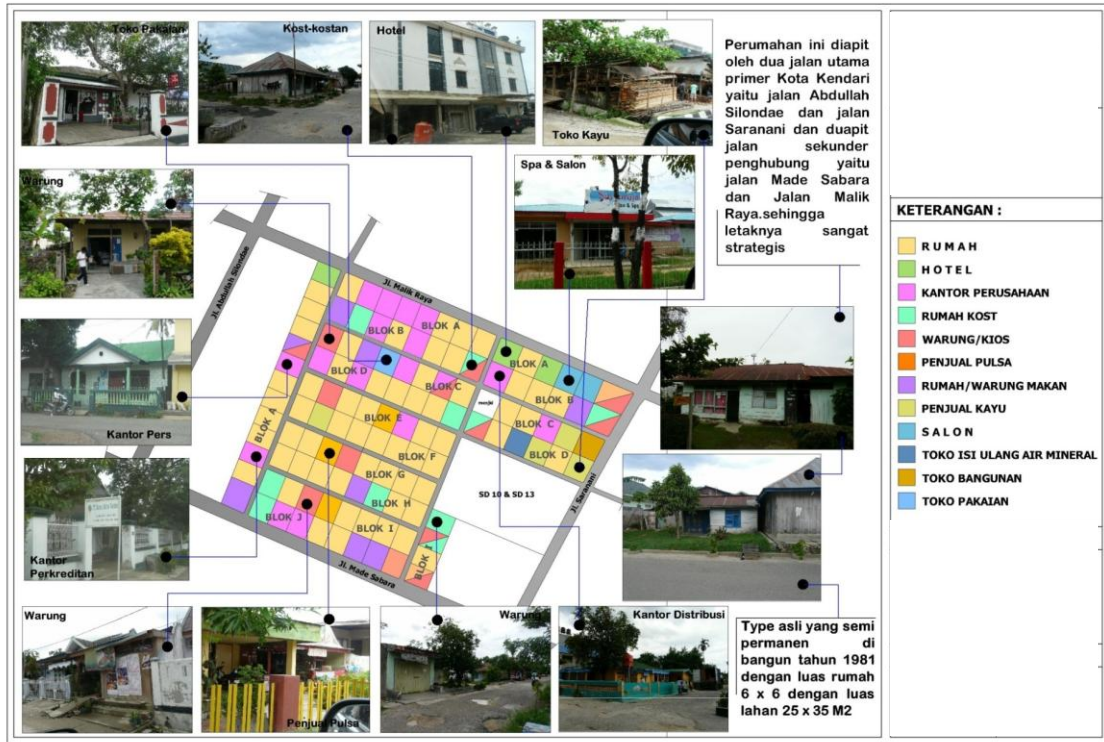 Toko Pakaian
Kost-kostan
Hotel
Toko Kayu
Perumahan ini diapit
oleh dua jalan utama
primer Kota Kendari
yaitu jalan Abdullah
Silondae dan jalan
Saranani dan duapit
jalan sekunder
penghubung yaitu
jalan Made Sabara
dan Jalan Malik
Raya.sehingga
letaknya sangat
strategis
Spa & Salon
Warung
Kantor Pers
Kantor
Perkreditan
Jl. Abdullah Silondae
Jl. Malik Raya
BLOK A
BLOK B
BLOK A
BLOK D
BLOK C
BLOK A
BLOK B
BLOK C
BLOK D
BLOK E
BLOK F
BLOK G
BLOK H
BLOK I
BLOK J
BLOK
SD 10 & SD 13
Jl. Saranani
Jl. Made Sabara
Warung
Penjual Pulsa
Warung
Kantor Distribusi
Type asli yang semi
permanen di
bangun tahun 1981
dengan luas rumah
6 x 6 dengan luas
lahan 25 x 35 M2
KETERANGAN :
RUMAH
HOTEL
KANTOR PERUSAHAAN
RUMAH KOST
WARUNG/KIOS
PENJUAL PULSA
RUMAH/WARUNG MAKAN
PENJUAL KAYU
SALON
TOKO ISI ULANG AIR MINERAL
TOKO BANGUNAN
TOKO PAKAIAN